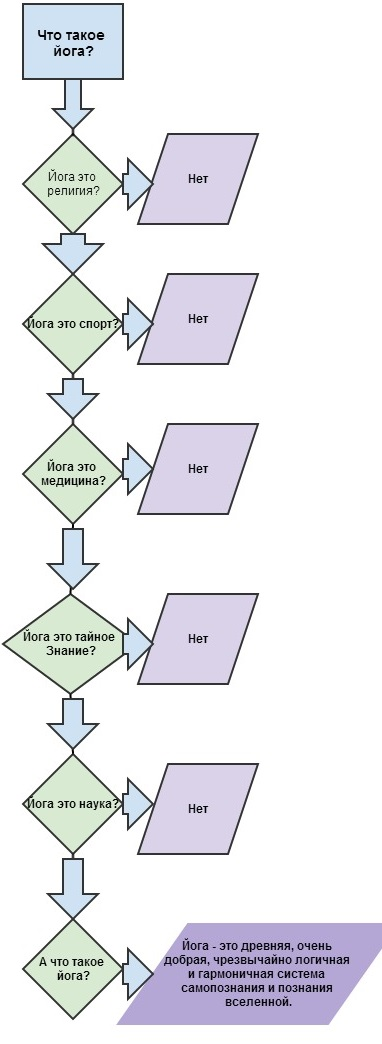 Что такое
йога?
Йога это
религия?
Нет
Йога это спорт?
Нет
Йога это
медицина?
Нет
Йога это тайное
Знание?
Нет
Йога это наука?
Нет
А что такое
йога?
Йога - это древняя, очень
добрая, чрезвычайно логичная
и гармоничная система
самопознания и познания
вселенной.